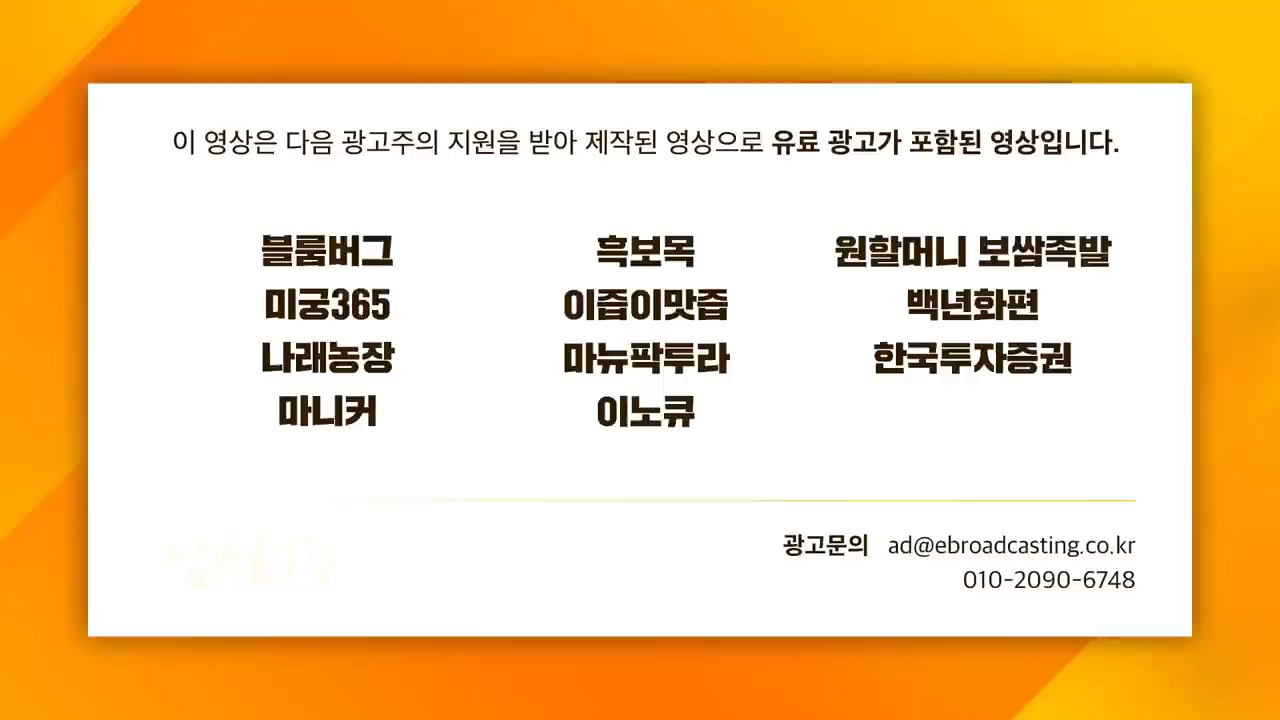 이 영상은 다음 광고주의 지원을 받아 제작된 영상으로 유료 광고가 포함된 영상입니다.
블룸버그
미궁365
나래농장
마니커
흑보목
이즙이맛즙
마뉴팍투라
이노큐
원할머니 보쌈족발
백년화편
한국투자증권
광고문의 ad@ebroadcasting.co.kr
010-2090-6748